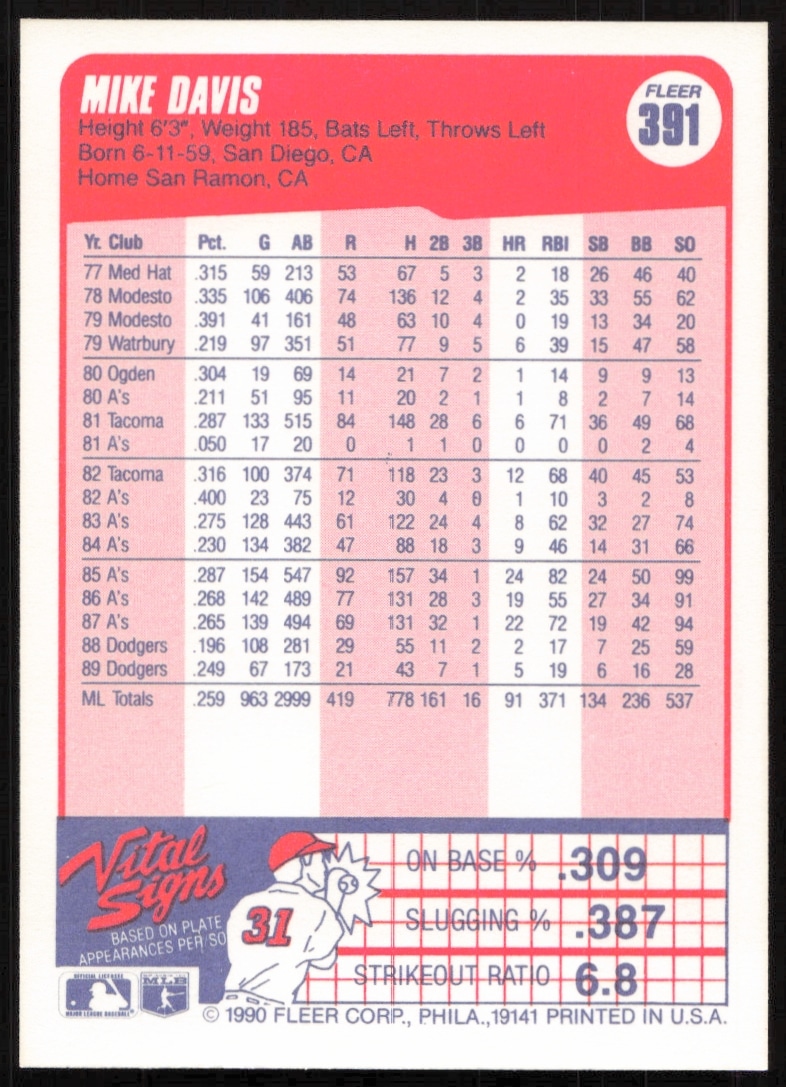 MIKE DAVIS
FLEER
391
Height 6'3", Weight 185, Bats Left, Throws Left
Born 6-11-59, San Diego, CA
Home San Ramon, CA
Yr. Club Pct. G AB R H 2B 3B HR RBI SB BB SO
77 Med Hat .315 59 213 53 67 5 3 2 18 26 46 40
78 Modesto .335 106 406 74 136 12 4 2 35 33 55 62
79 Modesto .391 41 161 48 63 10 4 0 19 13 34 20
79 Watrbury .219 97 351 51 77 9 5 6 39 15 47 58
80 Ogden .304 19 69 14 21 7 2 1 14 9 9 13
80 A's .211 51 95 11 20 2 1 1 8 2 7 14
81 Tacoma .287 133 515 84 148 28 6 6 71 36 49 68
81 A's .050 17 20 0 1 1 0 0 0 0 2 4
82 Tacoma .316 100 374 71 118 23 3 12 68 40 45 53
82 A's .400 23 75 12 30 4 0 1 10 3 2 8
83 A's .275 128 443 61 122 24 4 8 62 32 27 74
84 A's .230 134 382 47 88 18 3 9 46 14 31 66
85 A's .287 154 547 92 157 34 1 24 82 24 50 99
86 A's .268 142 489 77 131 28 3 19 55 27 34 91
87 A's .265 139 494 69 131 32 1 22 72 19 42 94
88 Dodgers .196 108 281 29 55 11 2 2 17 7 25 59
89 Dodgers .249 67 173 21 43 7 1 5 19 6 16 28
ML Totals .259 963 2999 419 778 161 16 91 371 134 236 537
Vital
Signs
BASED ON PLATE
APPEARANCES PER/SO
31
ON BASE % .309
SLUGGING % .387
STRIKEOUT RATIO 6.8
OFFICIAL LICENSEE
MAJOR LEAGUE BASEBALL
MLB
© 1990 FLEER CORP., PHILA.,19141 PRINTED IN U.S.A.